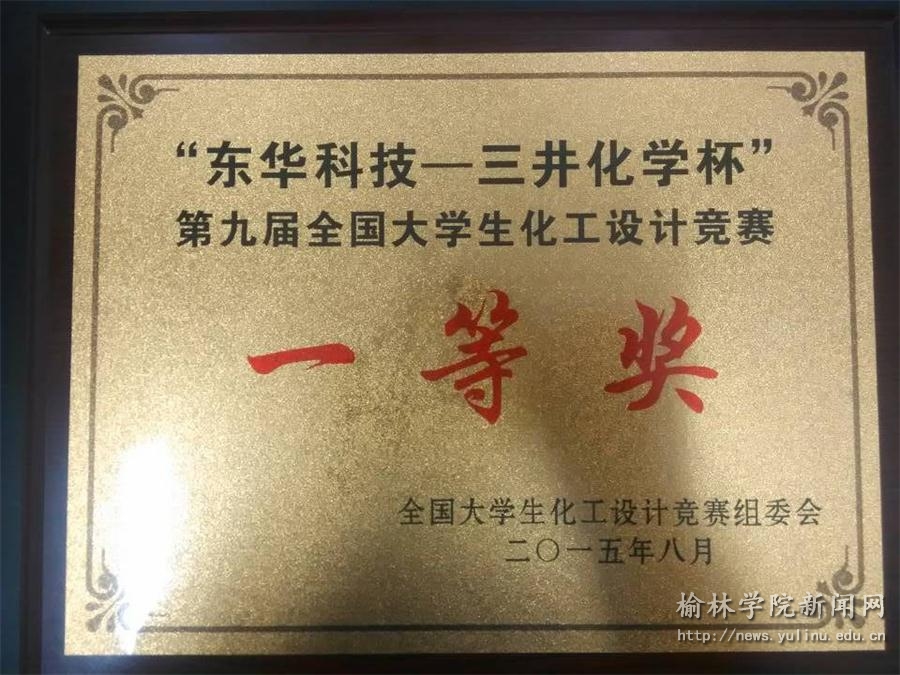 “东华科技—三井化学杯”
第九届全国大学生化工设计竞赛
一等奖
全国大学生化工设计竞赛组委会
二〇一五年八月
榆林学院新闻网
http://news.yulinu.edu.cn